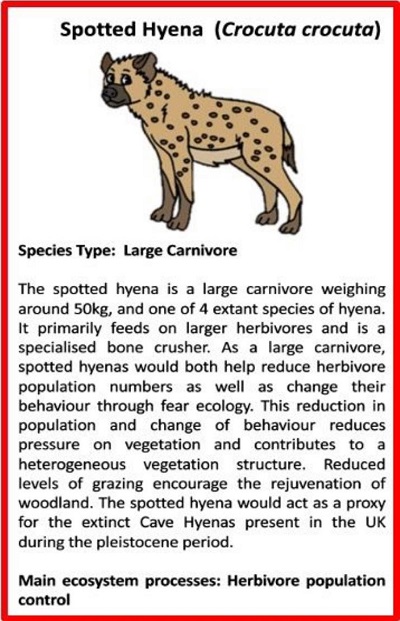 Spotted Hyena (Crocuta crocuta)
Species Type: Large Carnivore
The spotted hyena is a large carnivore weighing
around 50kg, and one of 4 extant species of hyena.
It primarily feeds on larger herbivores and is a
specialised bone crusher. As a large carnivore,
spotted hyenas would both help reduce herbivore
population numbers as well as change their
behaviour through fear ecology. This reduction in
population and change of behaviour reduces
pressure on vegetation and contributes to a
heterogeneous vegetation structure. Reduced
levels of grazing encourage the rejuvenation of
woodland. The spotted hyena would act as a proxy
for the extinct Cave Hyenas present in the UK
during the pleistocene period.
Main ecosystem processes: Herbivore population
control